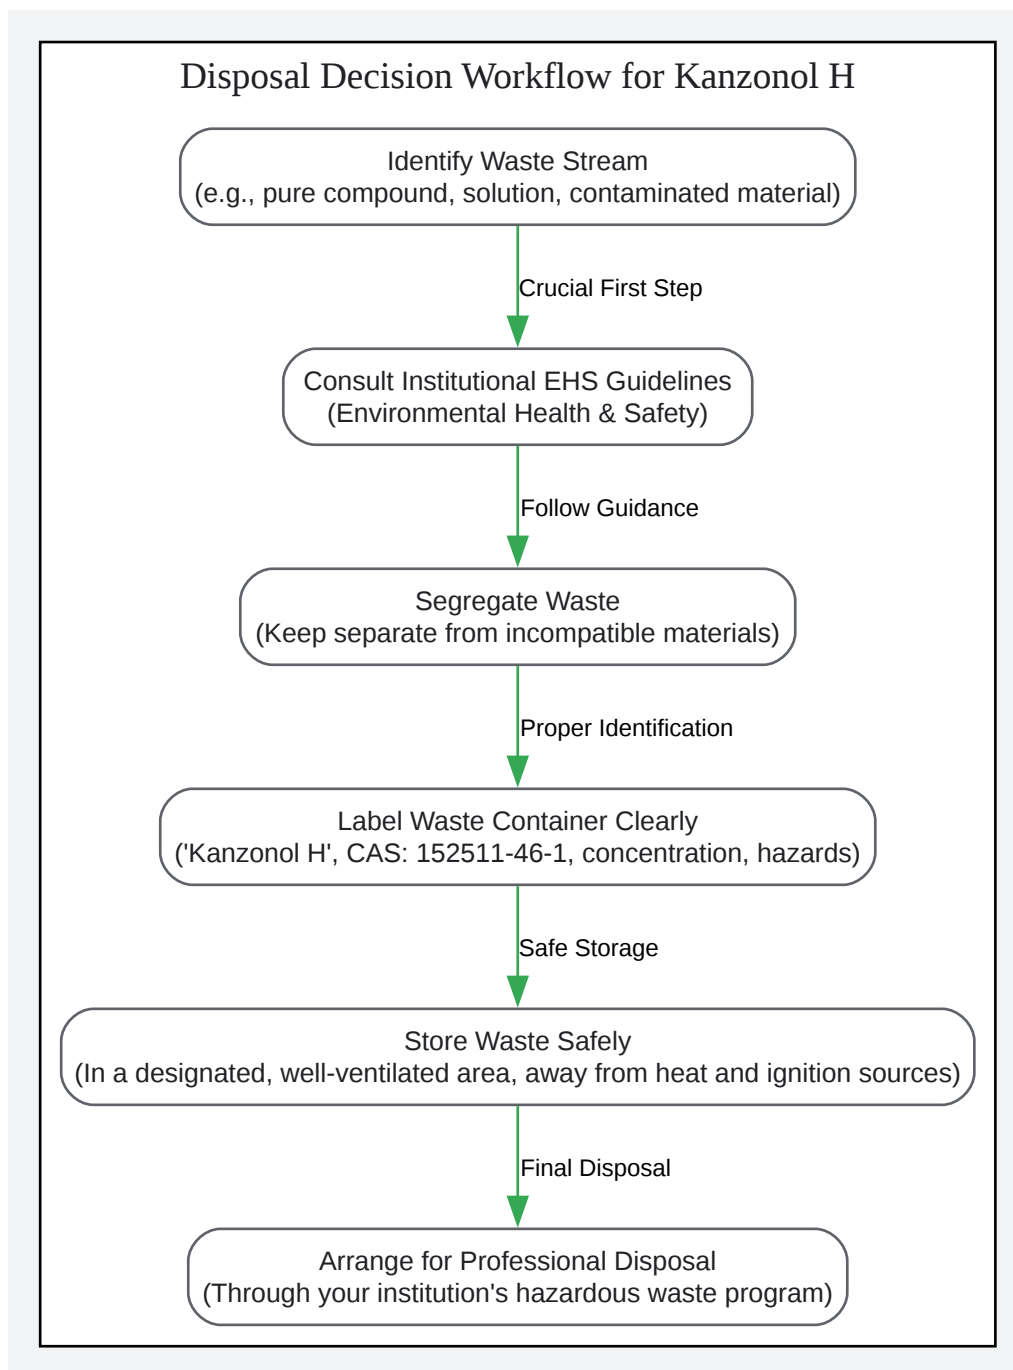 Disposal Decision Workflow for Kanzonol H
Identify Waste Stream
(e.g., pure compound, solution, contaminated material)
Crucial First Step
Consult Institutional EHS Guidelines
(Environmental Health & Safety)
Follow Guidance
Segregate Waste
(Keep separate from incompatible materials)
Proper Identification
Label Waste Container Clearly
('Kanzonol H', CAS: 152511-46-1, concentration, hazards)
Safe Storage
Store Waste Safely
(In a designated, well-ventilated area, away from heat and ignition sources)
Final Disposal
Arrange for Professional Disposal
(Through your institution's hazardous waste program)